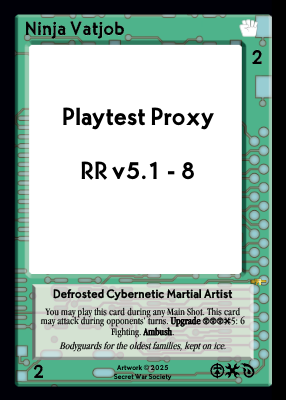 Ninja Vatjob
2
Playtest Proxy
RR v5.1 - 8
Defrosted Cybernetic Martial Artist
You may play this card during any Main Shot. This card
may attack during opponents' turns. Upgrade 5: 6
Fighting. Ambush.
Bodyguards for the oldest families, kept on ice.
2
Artwork © 2025
Secret War Society